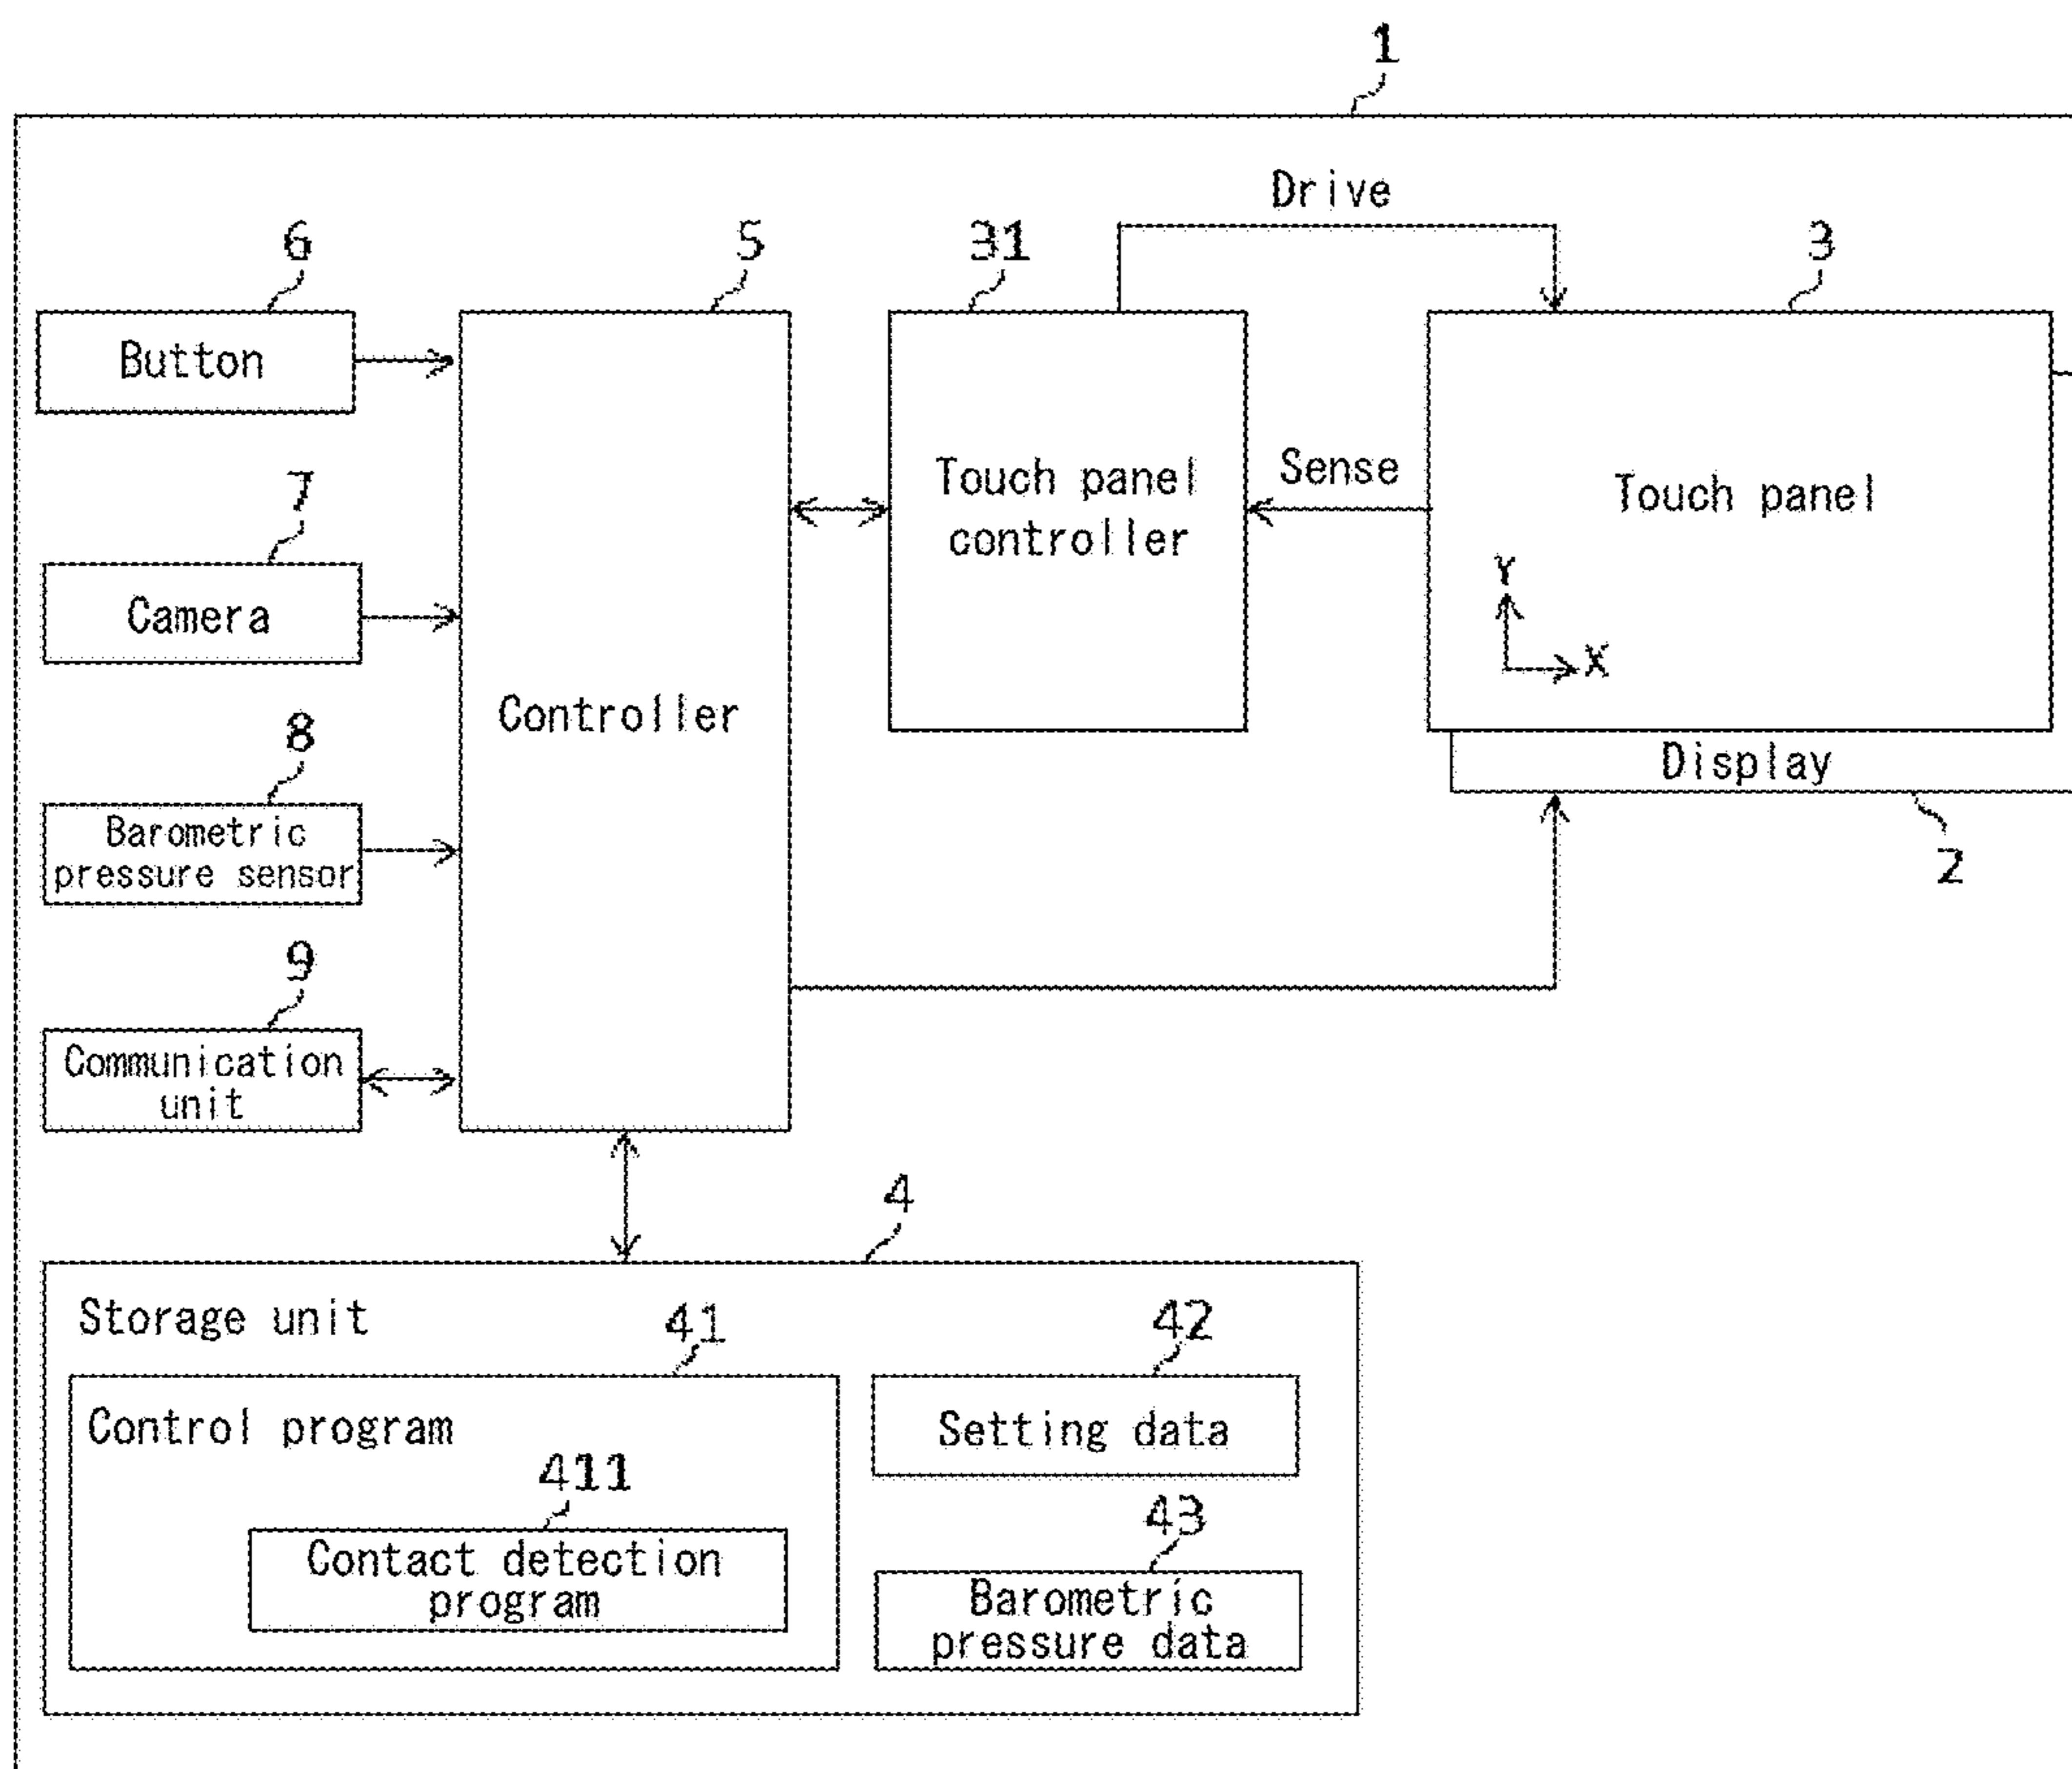 1
Drive
6
5
31
3
Button
Touch panel
controller
Sense
Touch panel
7
Y
Camera
X
Controller
8
Display
Barometric
pressure sensor
2
9
Communication
unit
4
Storage unit
41
42
Control program
Setting data
411
43
Contact detection
program
Barometric
pressure data